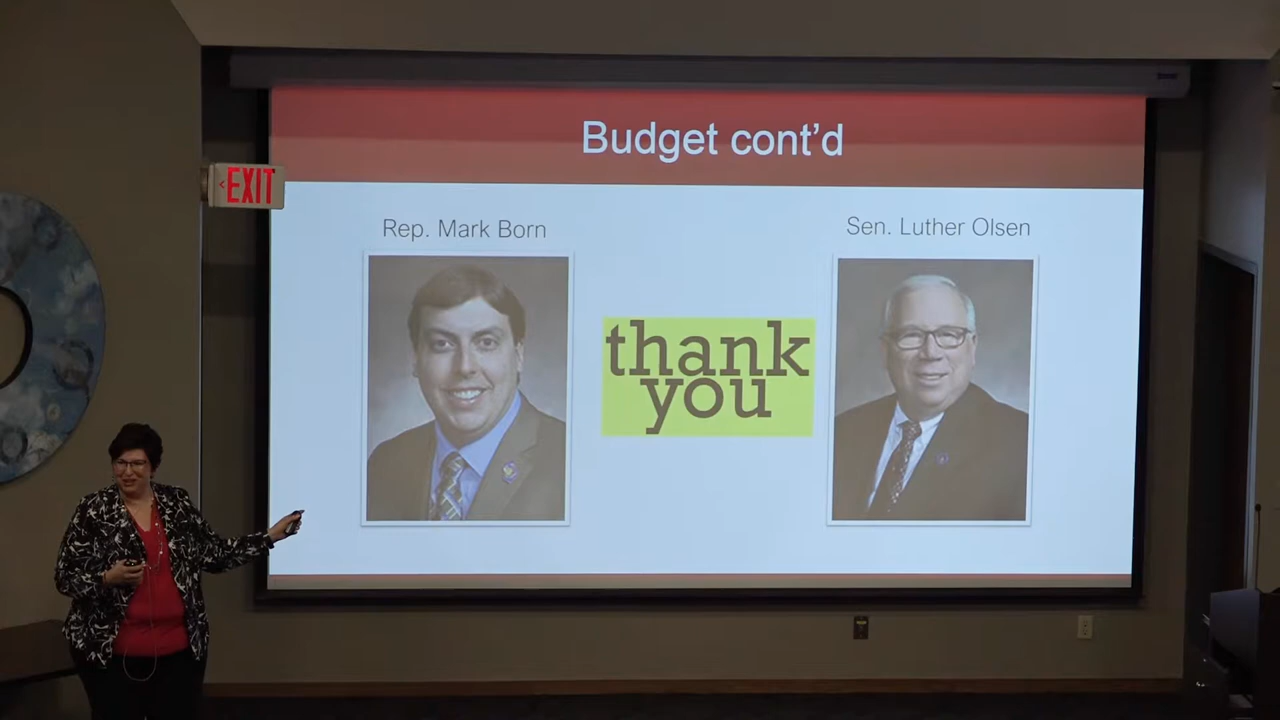 Budget cont'd
EXIT
Rep. Mark Born
Sen. Luther Olsen
thank
you